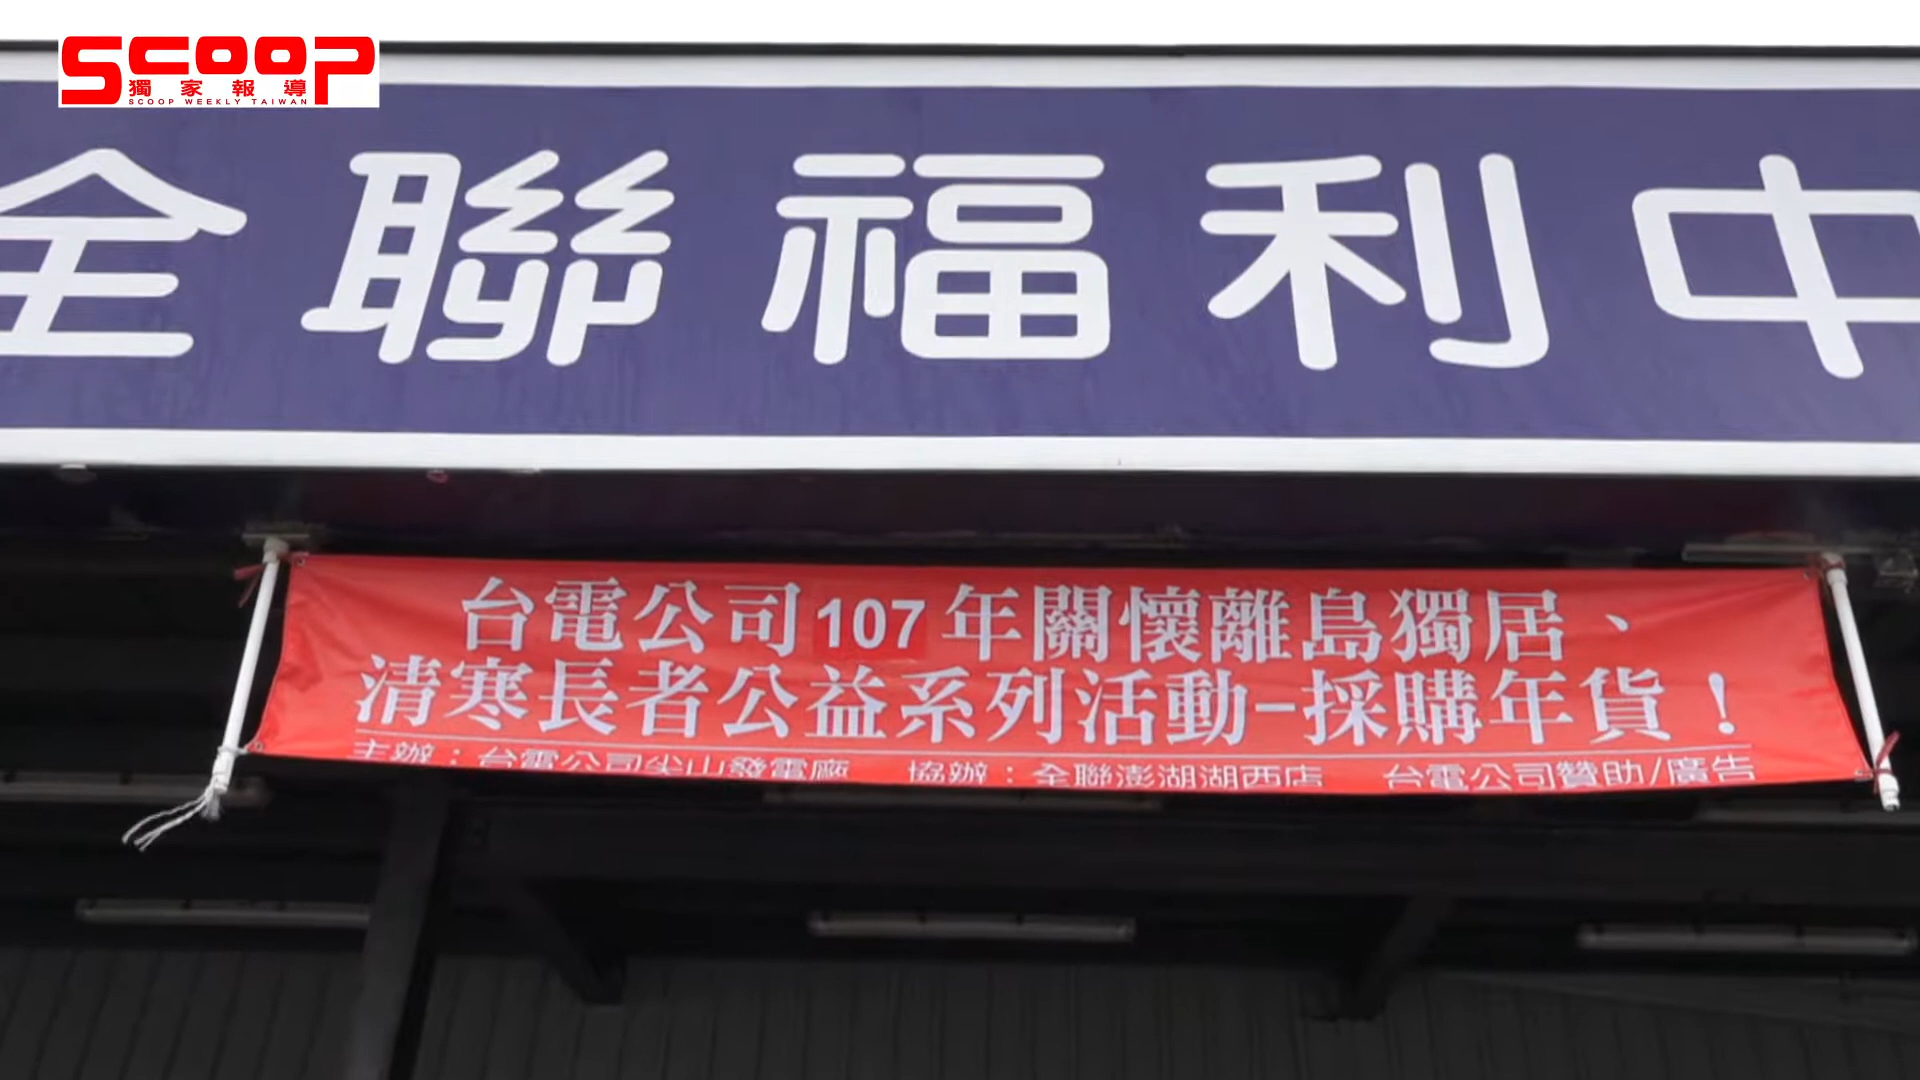 SCOOP
獨家報導
SCOOP WEEKLY TAIWAN
全聯福利中
台電公司107年關懷離島獨居、
清寒長者公益系列活動-採購年貨！
主辦：台電公司尖山發電廠 協辦：全聯澎湖湖西店 台電公司贊助/廣告